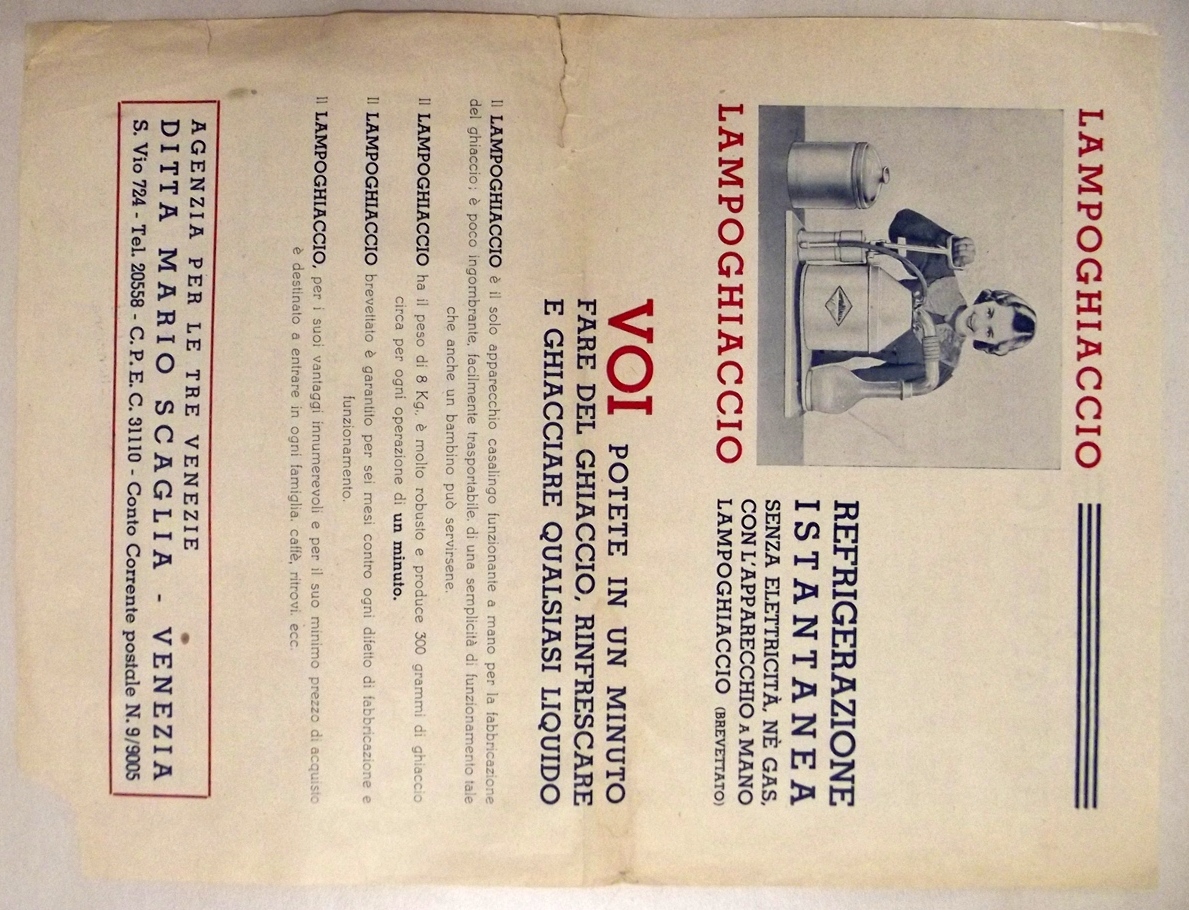 LAMPOGHIACCIO
LAMPOGHIACCIO
REFRIGERAZIONE
ISTANTANEA
SENZA ELETTRICITÀ, NÈ GAS,
CON L'APPARECCHIO A MANO
LAMPOGHIACCIO (BREVETTATO)
VOI POTETE IN UN MINUTO
FARE DEL GHIACCIO, RINFRESCARE
E GHIACCIARE QUALSIASI LIQUIDO
Il LAMPOGHIACCIO è il solo apparecchio casalingo funzionante a mano per la fabbricazione
del ghiaccio; è poco ingombrante, facilmente trasportabile, di una semplicità di funzionamento tale
che anche un bambino può servirsene.
Il LAMPOGHIACCIO ha il peso di 8 Kg., è molto robusto e produce 300 grammi di ghiaccio
circa per ogni operazione di un minuto.
Il LAMPOGHIACCIO brevettato è garantito per sei mesi contro ogni difetto di fabbricazione e
funzionamento.
Il LAMPOGHIACCIO, per i suoi vantaggi innumerevoli e per il suo minimo prezzo di acquisto
è destinato a entrare in ogni famiglia, caffè, ritrovi, ecc.
AGENZIA PER LE TRE VENEZIE
DITTA MARIO SCAGLIA - VENEZIA
S. Vio 724 - Tel. 20558 - C. P. E. C. 31110 - Conto Corrente postale N. 9/9005